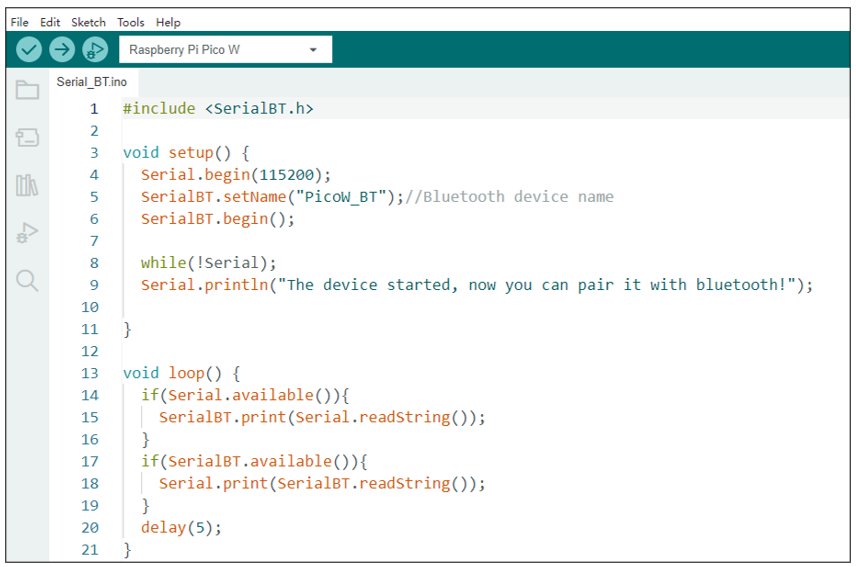 File Edit Sketch Tools Help
Raspberry Pi Pico W
Serial_BT.ino
1 #include <SerialBT.h>
2
3 void setup() {
4   Serial.begin(115200);
5   SerialBT.setName("PicoW_BT");//Bluetooth device name
6   SerialBT.begin();
7
8   while(!Serial);
9   Serial.println("The device started, now you can pair it with bluetooth!");
10
11 }
12
13 void loop() {
14   if(Serial.available()){
15     SerialBT.print(Serial.readString());
16   }
17   if(SerialBT.available()){
18     Serial.print(SerialBT.readString());
19   }
20   delay(5);
21 }